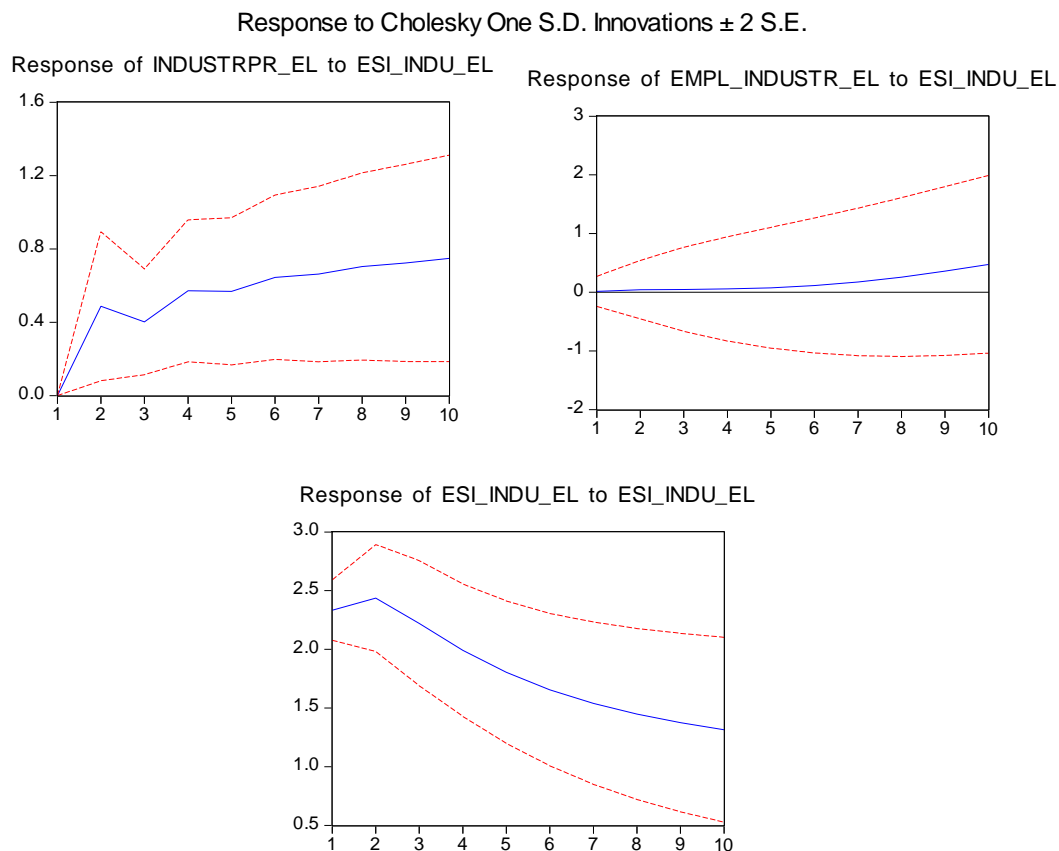 Response to Cholesky One S.D. Innovations ± 2 S.E.
Response of INDUSTRPR_EL to ESI_INDU_EL
1.6
1.2
0.8
0.4
0.0
1 2 3 4 5 6 7 8 9 10
Response of EMPL_INDUSTR_EL to ESI_INDU_EL
3
2
1
0
-1
-2
1 2 3 4 5 6 7 8 9 10
Response of ESI_INDU_EL to ESI_INDU_EL
3.0
2.5
2.0
1.5
1.0
0.5
1 2 3 4 5 6 7 8 9 10